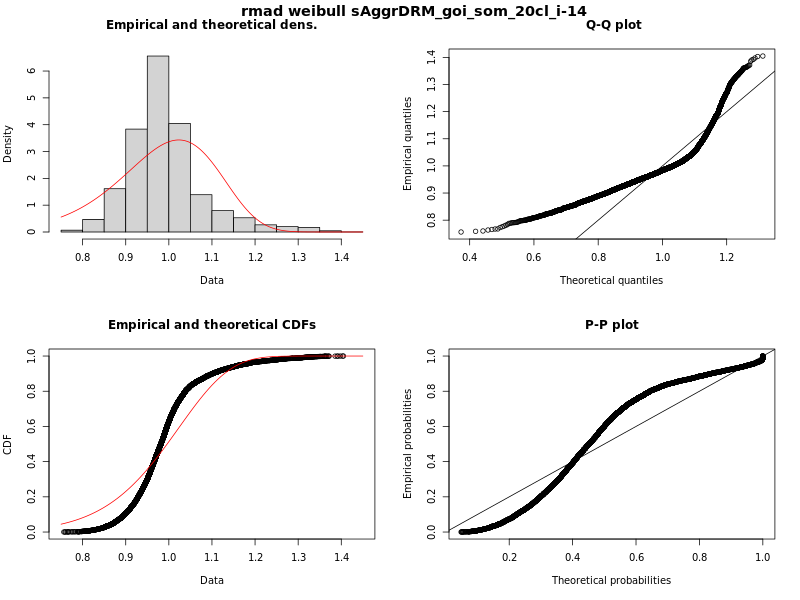 rmad weibull sAggrDRM_goi_som_20cl_i-14
Empirical and theoretical dens.
Density
0 1 2 3 4 5 6
0.8 0.9 1.0 1.1 1.2 1.3 1.4
Data
Q-Q plot
Empirical quantiles
0.8 0.9 1.0 1.1 1.2 1.3 1.4
0.4 0.6 0.8 1.0 1.2
Theoretical quantiles
Empirical and theoretical CDFs
CDF
0.0 0.2 0.4 0.6 0.8 1.0
0.8 0.9 1.0 1.1 1.2 1.3 1.4
Data
P-P plot
Empirical probabilities
0.0 0.2 0.4 0.6 0.8 1.0
0.2 0.4 0.6 0.8 1.0
Theoretical probabilities